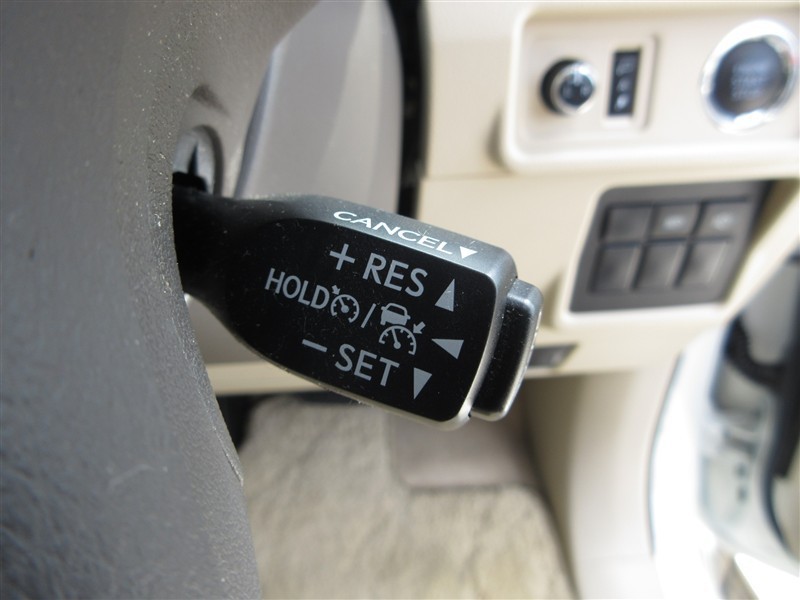 CANCEL▼
+ RES▲
HOLD / ◀
− SET▼